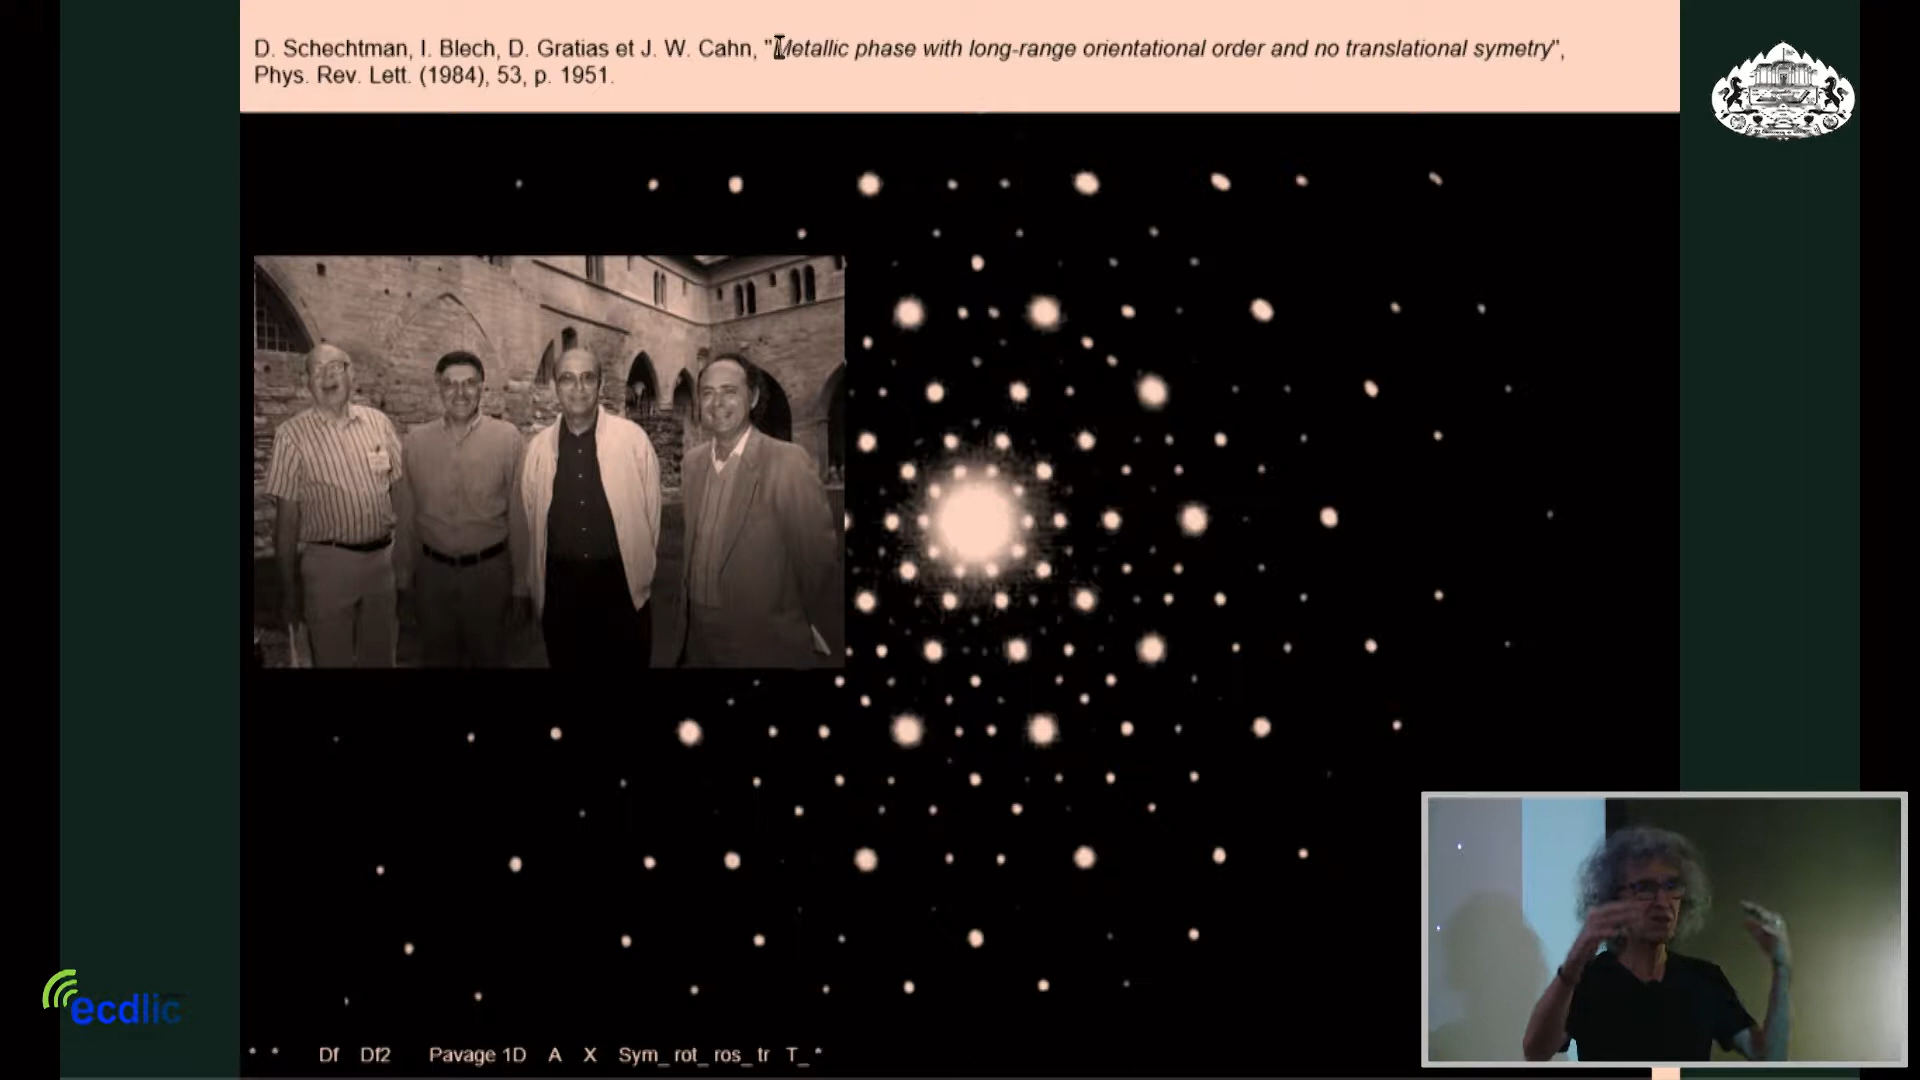 D. Schechtman, I. Blech, D. Gratias et J. W. Cahn, "Metallic phase with long-range orientational order and no translational symetry",
Phys. Rev. Lett. (1984), 53, p. 1951.
ecdlic
* * Df Df2 Pavage 1D A X Sym_ rot_ ros_ tr T_ *